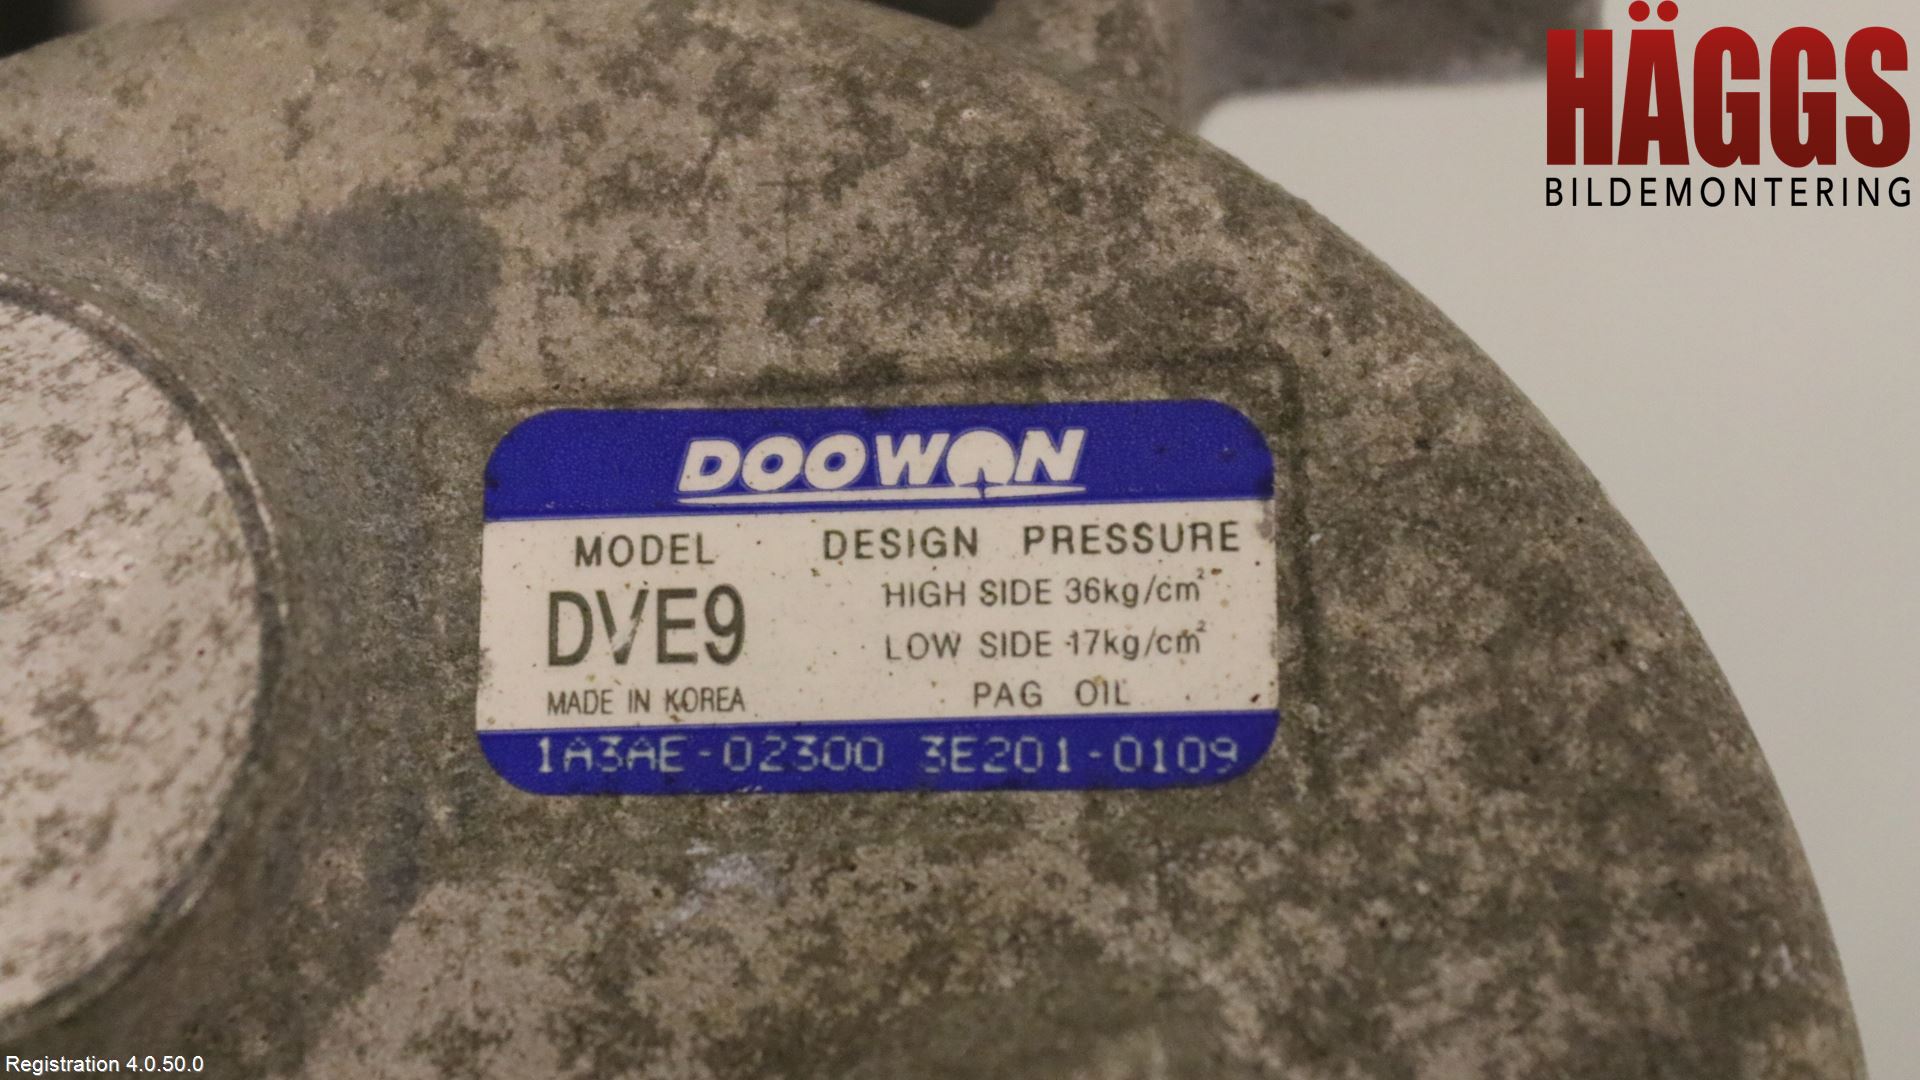 HÄGGS
BILDEMONTERING
DOOWON
MODEL
DVE9
MADE IN KOREA
DESIGN PRESSURE
HIGH SIDE 36kg/cm²
LOW SIDE 17kg/cm²
PAG OIL
1A3AE-02300 3E201-0109
Registration 4.0.50.0